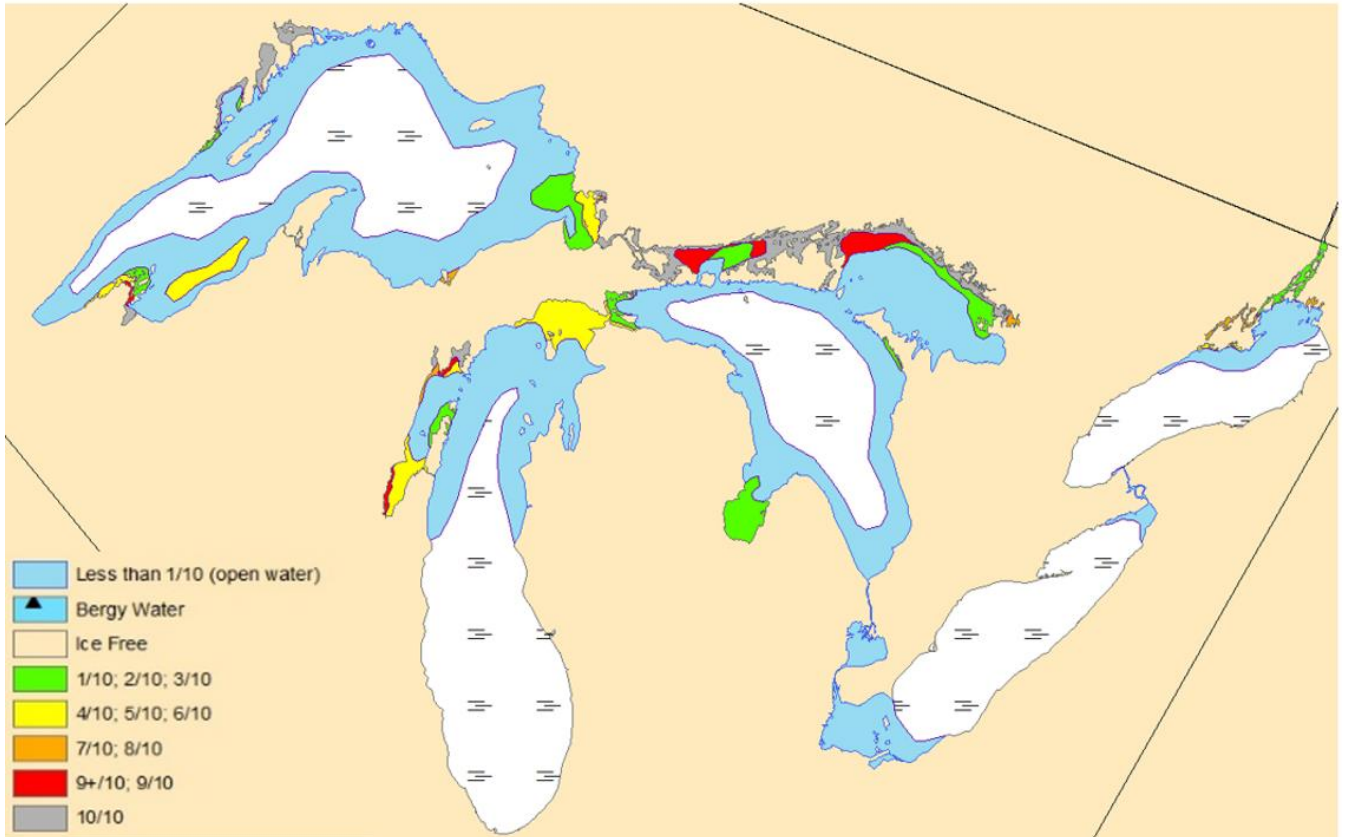 Less than 1/10 (open water)
Bergy Water
Ice Free
1/10; 2/10; 3/10
4/10; 5/10; 6/10
7/10; 8/10
9+/10; 9/10
10/10